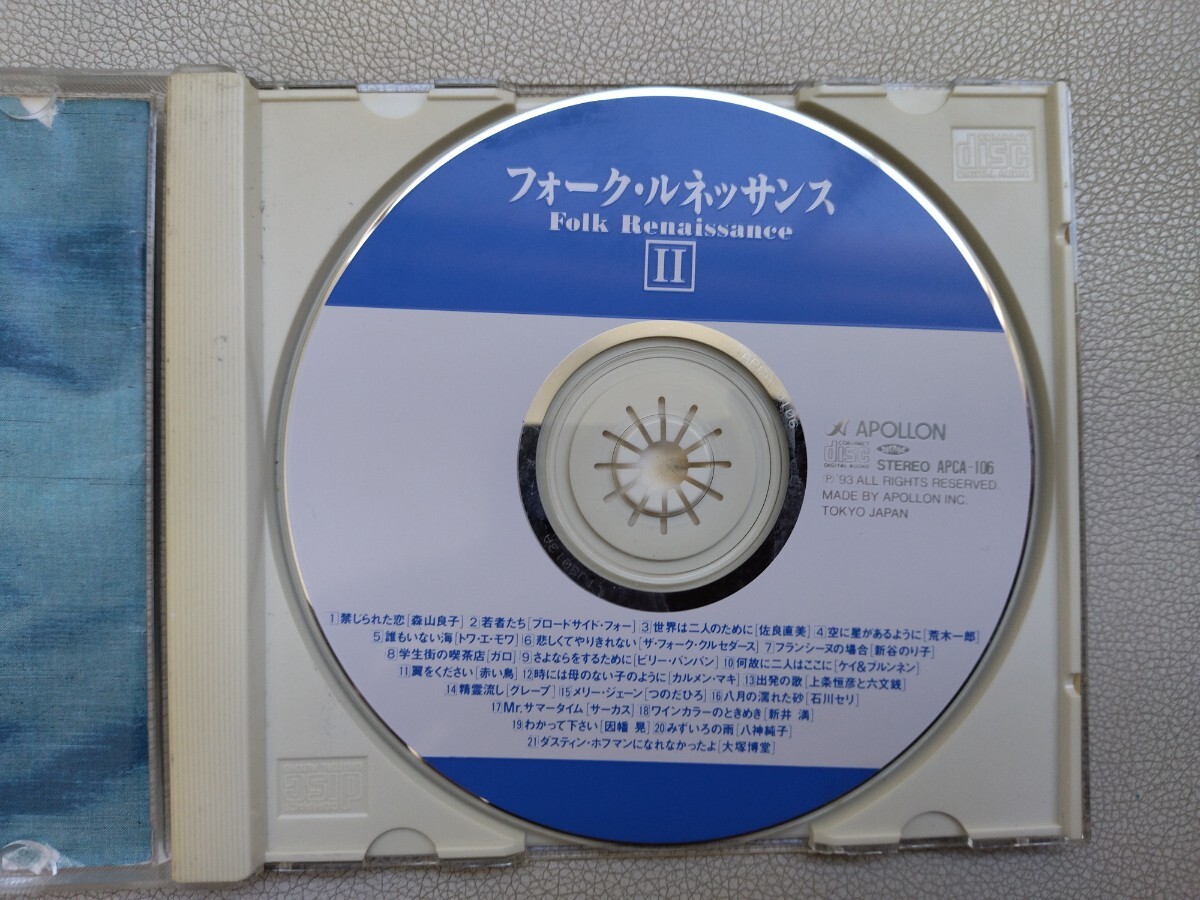 フォーク・ルネッサンス
Folk Renaissance
II
APOLLON
COMPACT
disc
DIGITAL AUDIO
STEREO APCA-106
Ⓟ '93 ALL RIGHTS RESERVED.
MADE BY APOLLON INC.
TOKYO JAPAN
1 禁じられた恋[森山良子] 2 若者たち[ブロードサイド・フォー] 3 世界は二人のために[佐良直美] 4 空に星があるように[荒木一郎]
5 誰もいない海[トワ・エ・モワ] 6 悲しくてやりきれない[ザ・フォーク・クルセダース] 7 フランシーヌの場合[新谷のり子]
8 学生街の喫茶店[ガロ] 9 さよならをするために[ビリー・バンバン] 10 何故に二人はここに[ケイ&ブルンネン]
11 翼をください[赤い鳥] 12 時には母のない子のように[カルメン・マキ] 13 出発の歌[上条恒彦と六文銭]
14 精霊流し[グレープ] 15 メリー・ジェーン[つのだひろ] 16 八月の濡れた砂[石川セリ]
17 Mr.サマータイム[サーカス] 18 ワインカラーのときめき[新井 満]
19 わかって下さい[因幡 晃] 20 みずいろの雨[八神純子]
21 ダスティン・ホフマンになれなかったよ[大塚博堂]
COMPACT
disc
DIGITAL AUDIO
disc